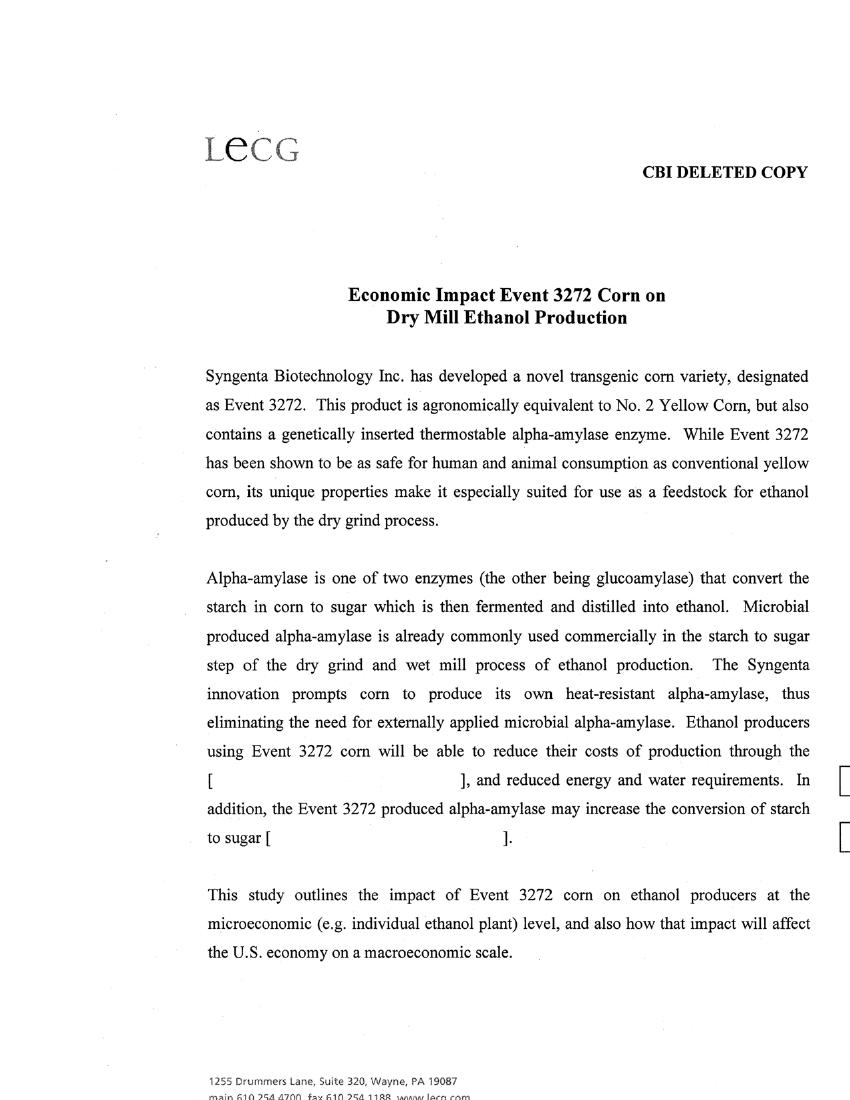 LECG
CBI DELETED COPY
Economic Impact Event 3272 Corn on
Dry Mill Ethanol Production
Syngenta Biotechnology Inc. has developed a novel transgenic corn variety, designated
as Event 3272. This product is agronomically equivalent to No. 2 Yellow Corn, but also
contains a genetically inserted thermostable alpha-amylase enzyme. While Event 3272
has been shown to be as safe for human and animal consumption as conventional yellow
corn, its unique properties make it especially suited for use as a feedstock for ethanol
produced by the dry grind process.
Alpha-amylase is one of two enzymes (the other being glucoamylase) that convert the
starch in corn to sugar which is then fermented and distilled into ethanol. Microbial
produced alpha-amylase is already commonly used commercially in the starch to sugar
step of the dry grind and wet mill process of ethanol production. The Syngenta
innovation prompts corn to produce its own heat-resistant alpha-amylase, thus
eliminating the need for externally applied microbial alpha-amylase. Ethanol producers
using Event 3272 corn will be able to reduce their costs of production through the
[ ], and reduced energy and water requirements. In
addition, the Event 3272 produced alpha-amylase may increase the conversion of starch
to sugar [ ].
This study outlines the impact of Event 3272 corn on ethanol producers at the
microeconomic (e.g. individual ethanol plant) level, and also how that impact will affect
the U.S. economy on a macroeconomic scale.
1255 Drummers Lane, Suite 320, Wayne, PA 19087
main 610.254.4700, fax 610.254.1188, www.lecg.com